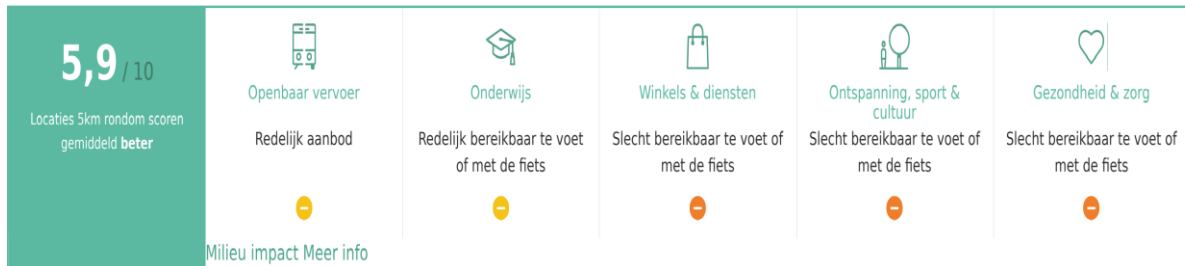 5,9 / 10
Locaties 5km rondom scoren
gemiddeld beter
Openbaar vervoer
Redelijk aanbod
Onderwijs
Redelijk bereikbaar te voet
of met de fiets
Winkels & diensten
Slecht bereikbaar te voet of
met de fiets
Ontspanning, sport &
cultuur
Slecht bereikbaar te voet of
met de fiets
Gezondheid & zorg
Slecht bereikbaar te voet of
met de fiets
Milieu impact Meer info